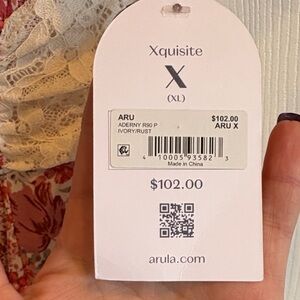 Xquisite
X
(XL)
ARU $102.00
ADERNY R90 P ARU X
IVORY/RUST
4 10005 93582 3
Made in China
$102.00
arula.com